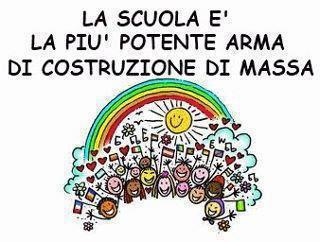 LA SCUOLA E'
LA PIU' POTENTE ARMA
DI COSTRUZIONE DI MASSA